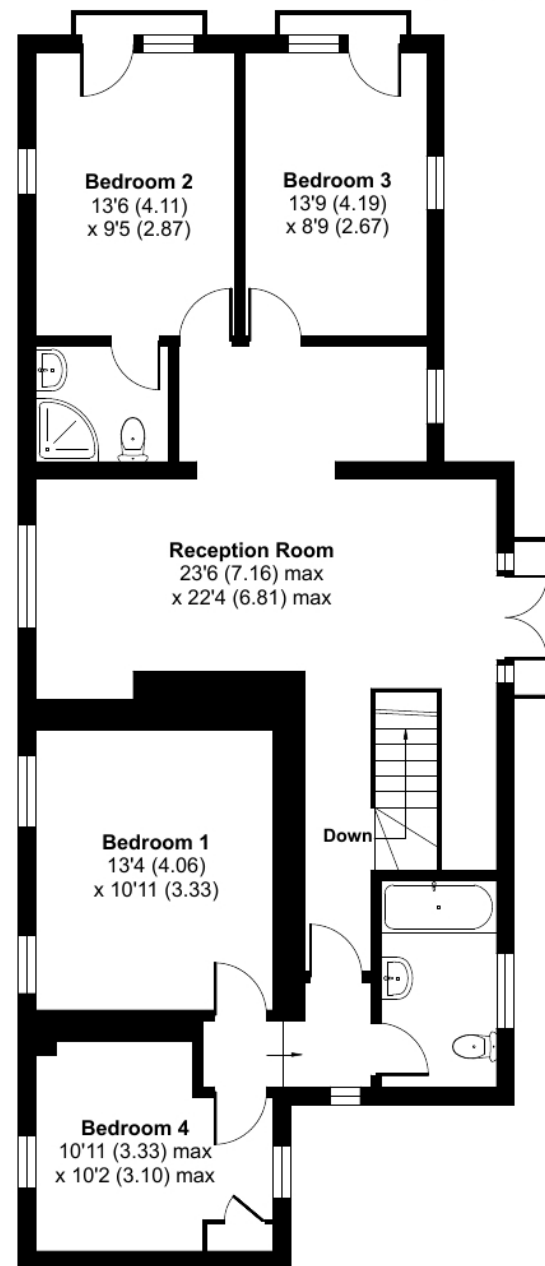 Bedroom 2
13'6 (4.11)
x 9'5 (2.87)
Bedroom 3
13'9 (4.19)
x 8'9 (2.67)
Reception Room
23'6 (7.16) max
x 22'4 (6.81) max
Bedroom 1
13'4 (4.06)
x 10'11 (3.33)
Down
Bedroom 4
10'11 (3.33) max
x 10'2 (3.10) max